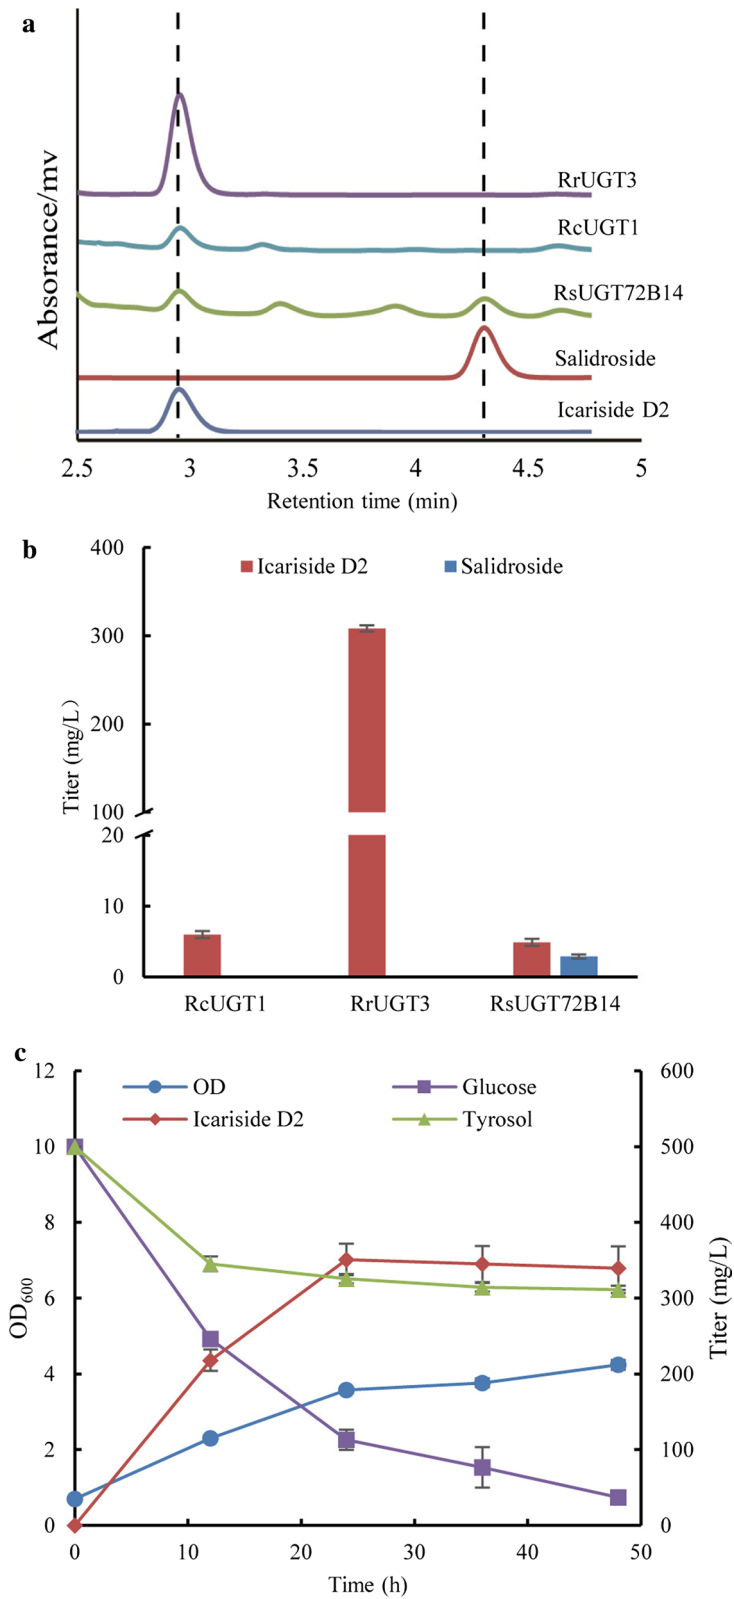 a
Absorance/mv
RrUGT3
RcUGT1
RsUGT72B14
Salidroside
Icariside D2
2.5 3 3.5 4 4.5 5
Retention time (min)
b
Icariside D2 Salidroside
Titer (mg/L)
400
300
200
100
20
10
0
RcUGT1 RrUGT3 RsUGT72B14
c
OD Glucose
Icariside D2 Tyrosol
OD600
12
10
8
6
4
2
0
600
500
400
300
200
100
0
Titer (mg/L)
0 10 20 30 40 50
Time (h)